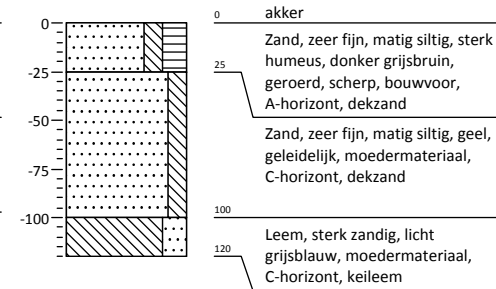 0
-25
-50
-75
-100
0
akker
Zand, zeer fijn, matig siltig, sterk
humeus, donker grijsbruin,
geroerd, scherp, bouwvoor,
A-horizont, dekzand
25
Zand, zeer fijn, matig siltig, geel,
geleidelijk, moedermateriaal,
C-horizont, dekzand
100
Leem, sterk zandig, licht
grijsblauw, moedermateriaal,
C-horizont, keileem
120